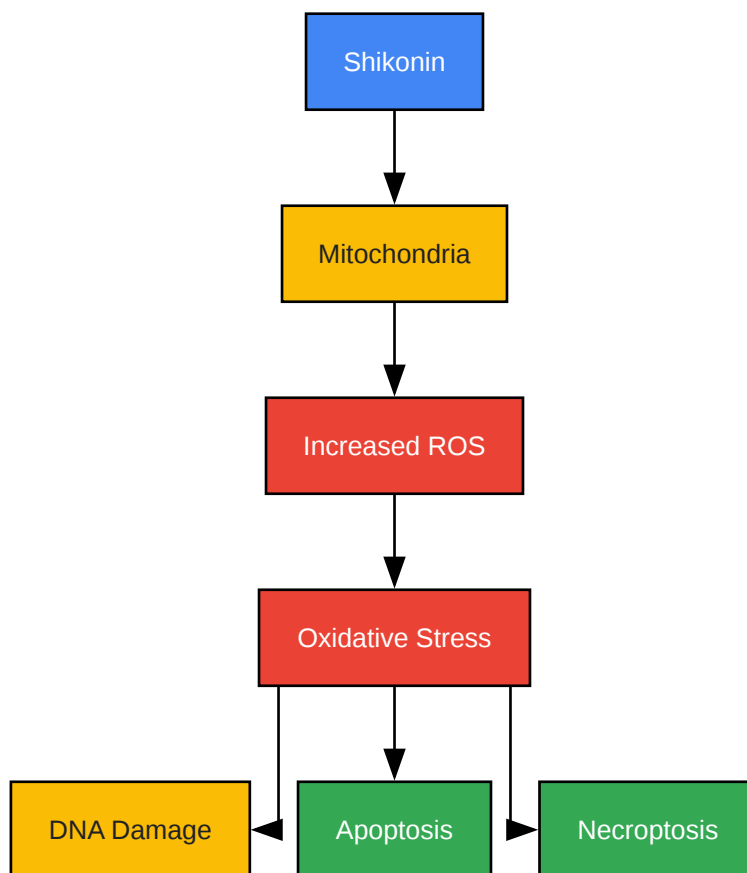 Shikonin
Mitochondria
Increased ROS
Oxidative Stress
DNA Damage
Apoptosis
Necroptosis